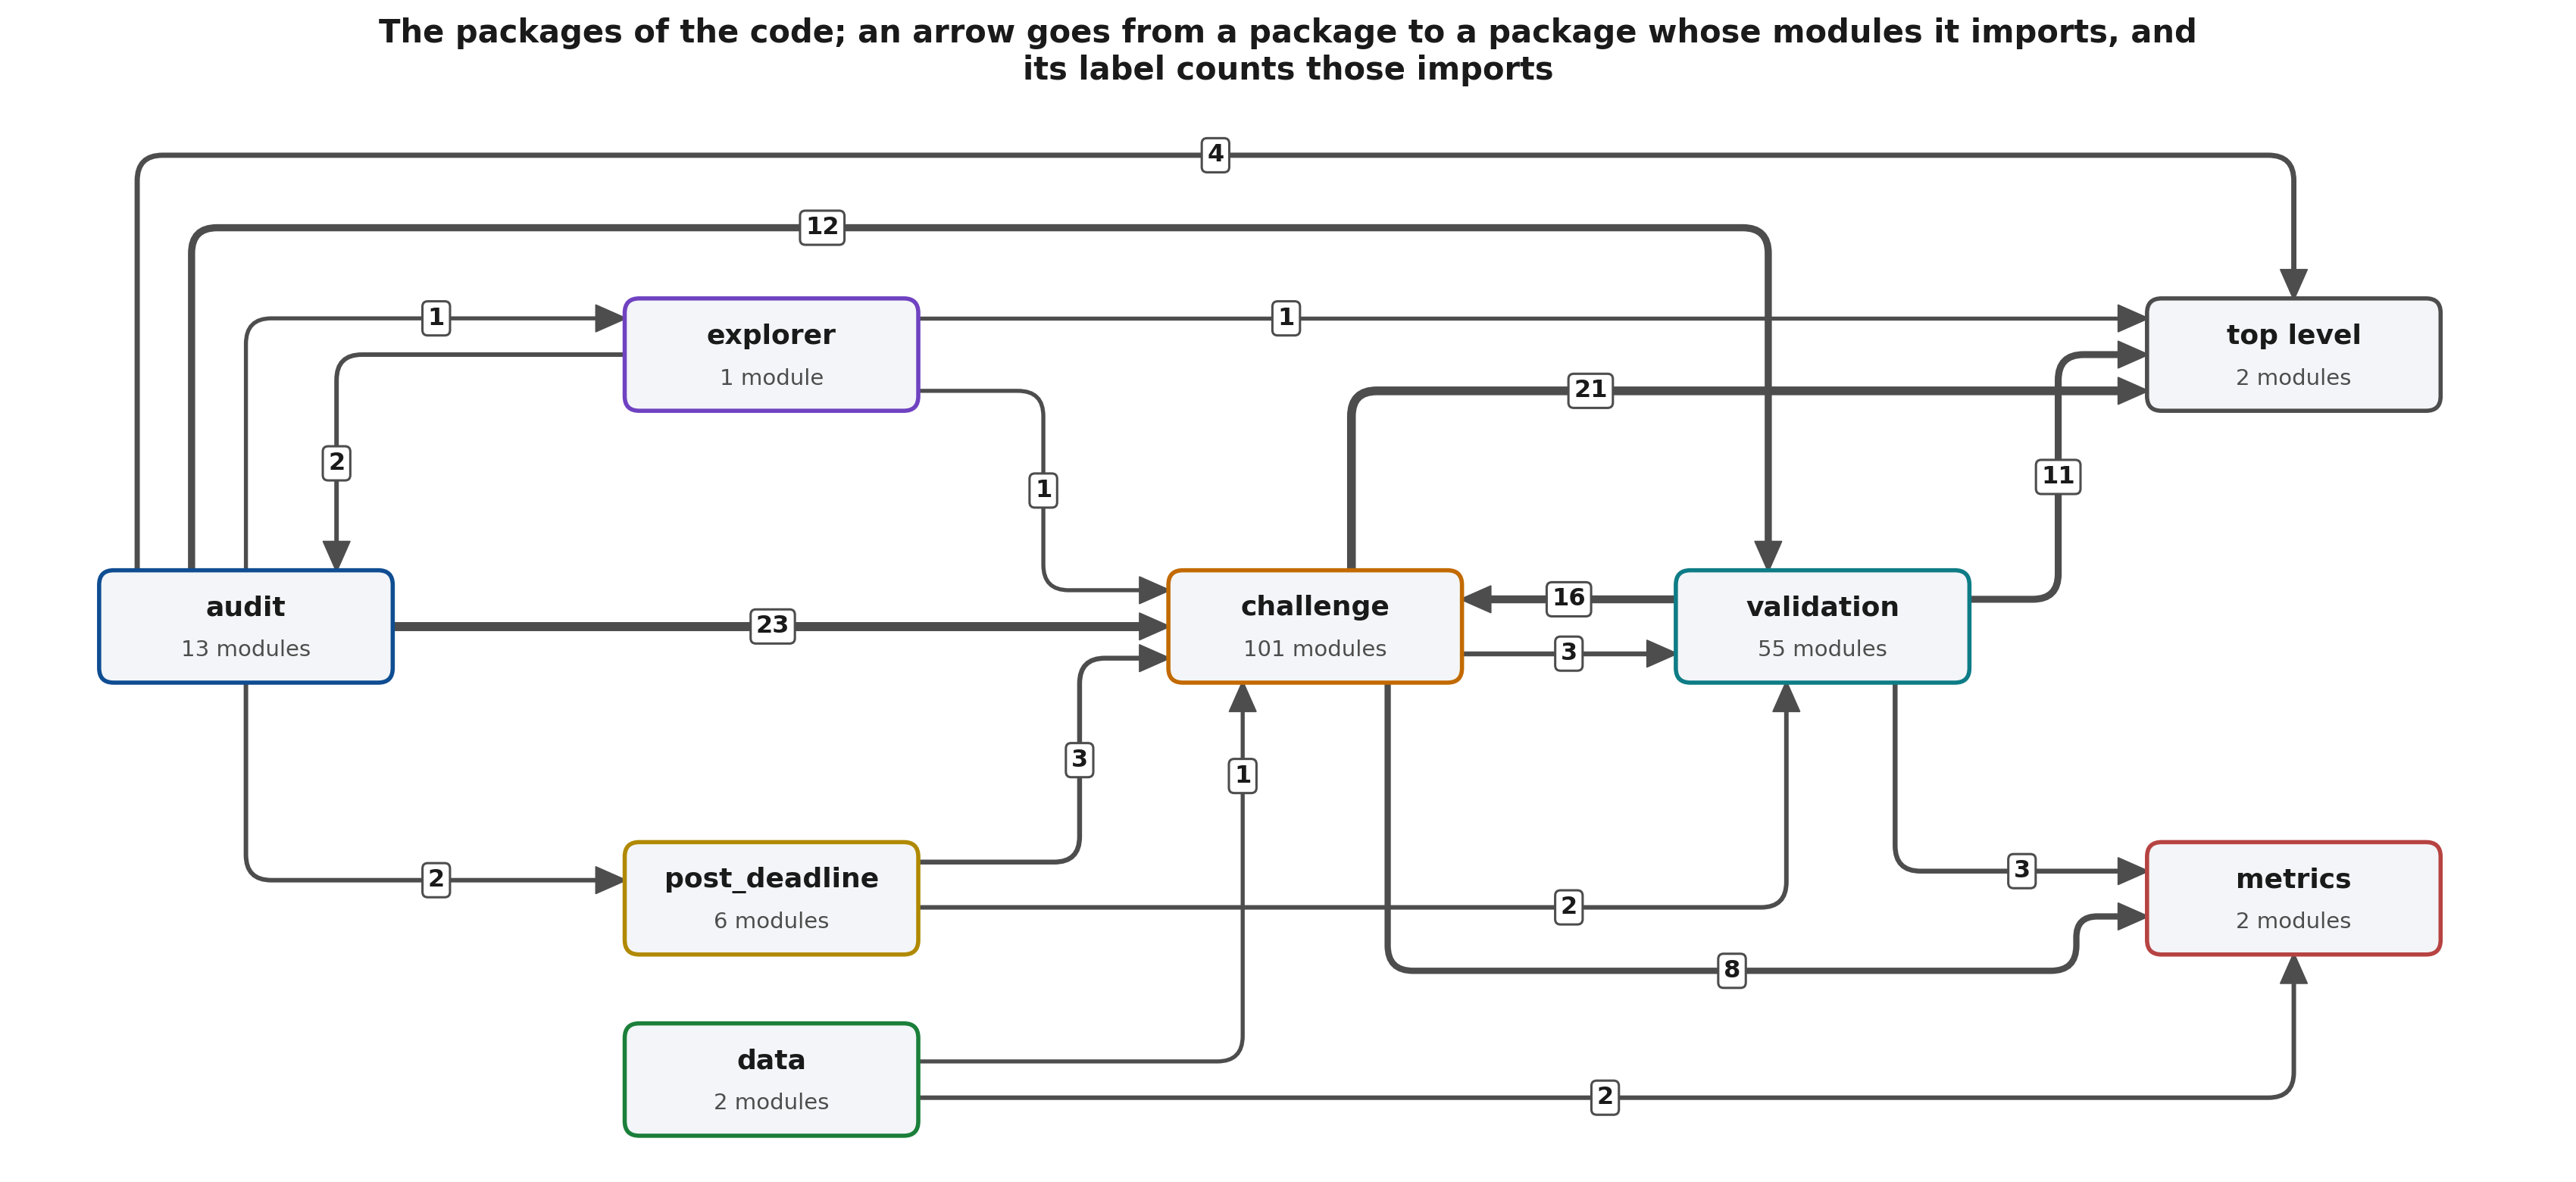 The packages of the code; an arrow goes from a package to a package whose modules it imports, and
its label counts those imports
4
12
1
explorer
1 module
1
top level
2 modules
21
2
1
11
audit
13 modules
23
challenge
101 modules
16
3
validation
55 modules
3
1
2
post_deadline
6 modules
2
3
metrics
2 modules
8
data
2 modules
2